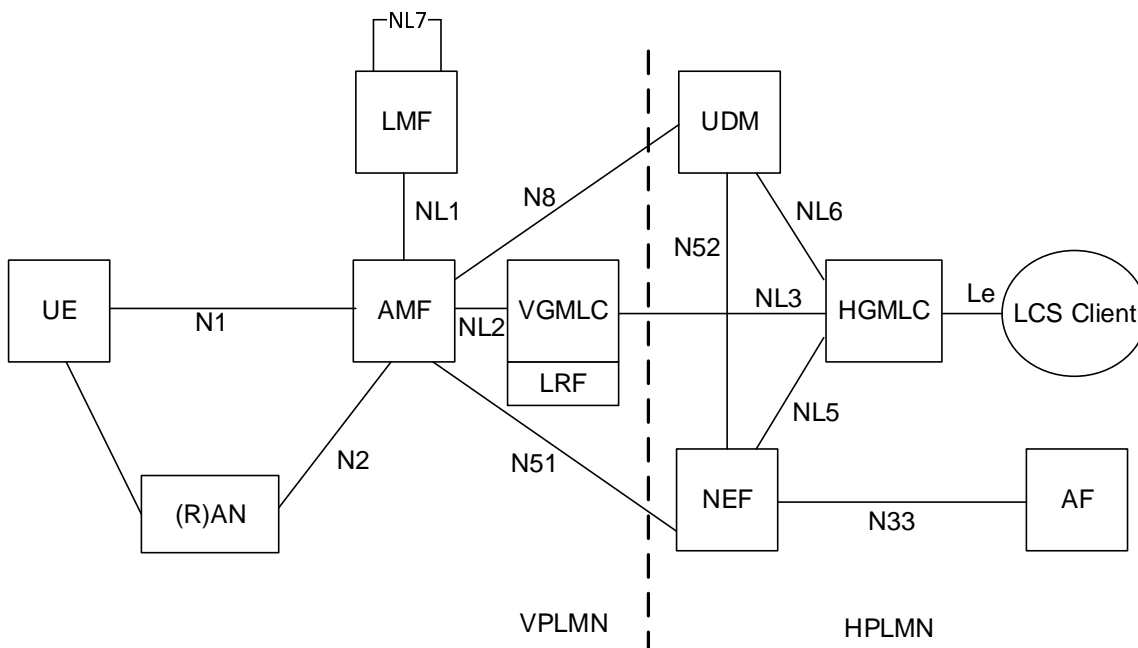 NL7
LMF
UDM
NL1
N8
NL6
N52
UE
N1
AMF
NL2
VGMLC
LRF
NL3
HGMLC
Le
LCS Client
NL5
N2
N51
(R)AN
NEF
N33
AF
VPLMN
HPLMN